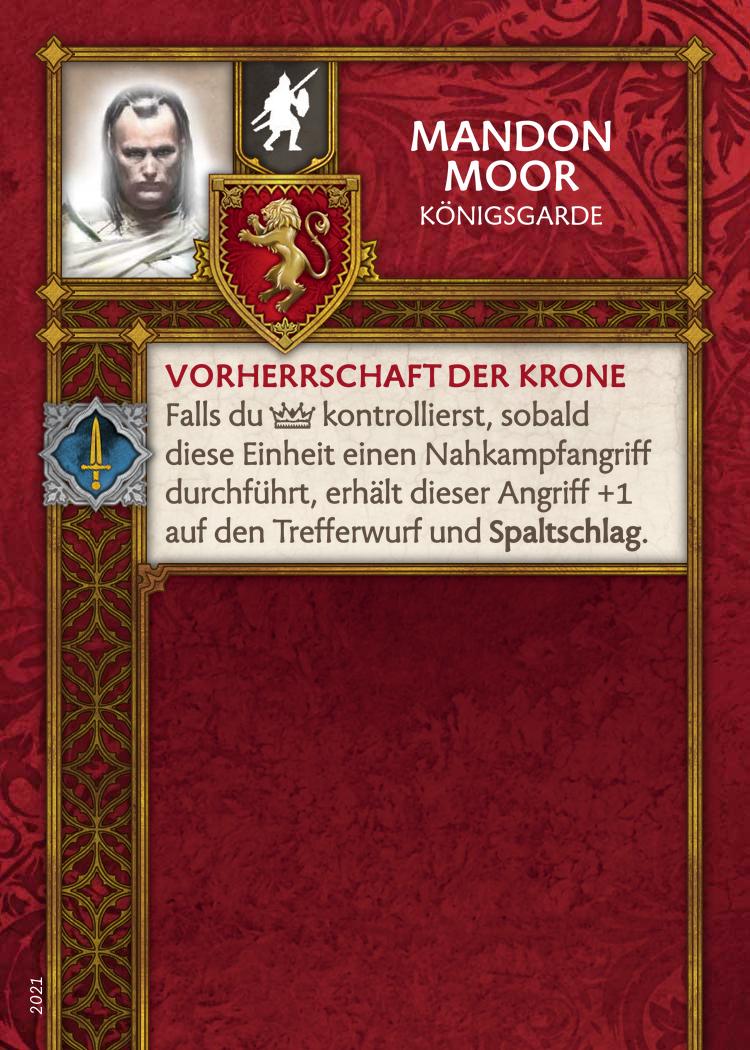 MANDON
MOOR
KÖNIGSGARDE
VORHERRSCHAFT DER KRONE
Falls du kontrollierst, sobald
diese Einheit einen Nahkampfangriff
durchführt, erhält dieser Angriff +1
auf den Trefferwurf und Spaltschlag.
2021